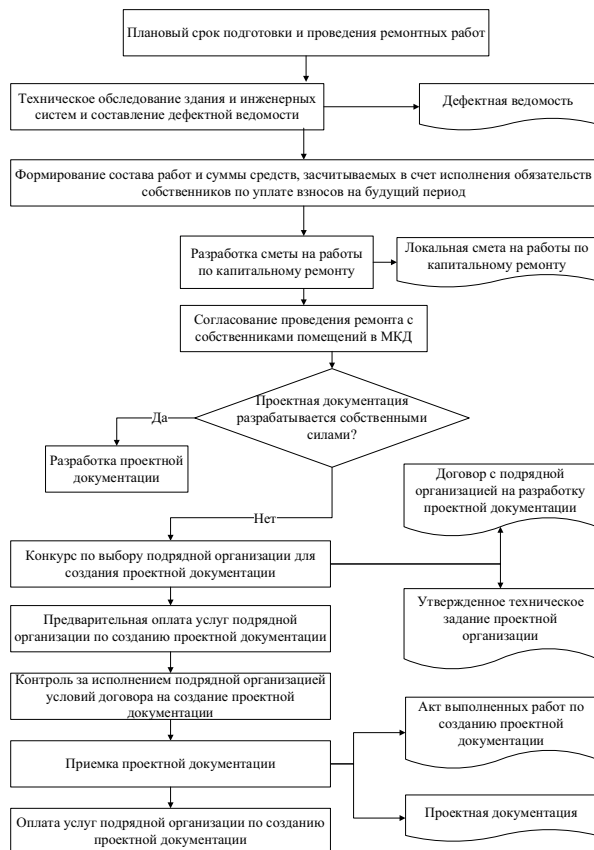 Плановый срок подготовки и проведения ремонтных работ
Техническое обследование здания и инженерных
систем и составление дефектной ведомости
Дефектная ведомость
Формирование состава работ и суммы средств, засчитываемых в счет исполнения обязательств
собственников по уплате взносов на будущий период
Разработка сметы на работы
по капитальному ремонту
Локальная смета на работы по
капитальному ремонту
Согласование проведения ремонта с
собственниками помещений в МКД
Проектная документация
разрабатывается собственными
силами?
Да
Разработка проектной
документации
Нет
Договор с подрядной
организацией на разработку
проектной документации
Конкурс по выбору подрядной организации для
создания проектной документации
Утвержденное техническое
задание проектной
организации
Предварительная оплата услуг подрядной
организации по созданию проектной документации
Контроль за исполнением подрядной организацией
условий договора на создание проектной
документации
Акт выполненных работ по
созданию проектной
документации
Приемка проектной документации
Проектная документация
Оплата услуг подрядной организации по созданию
проектной документации